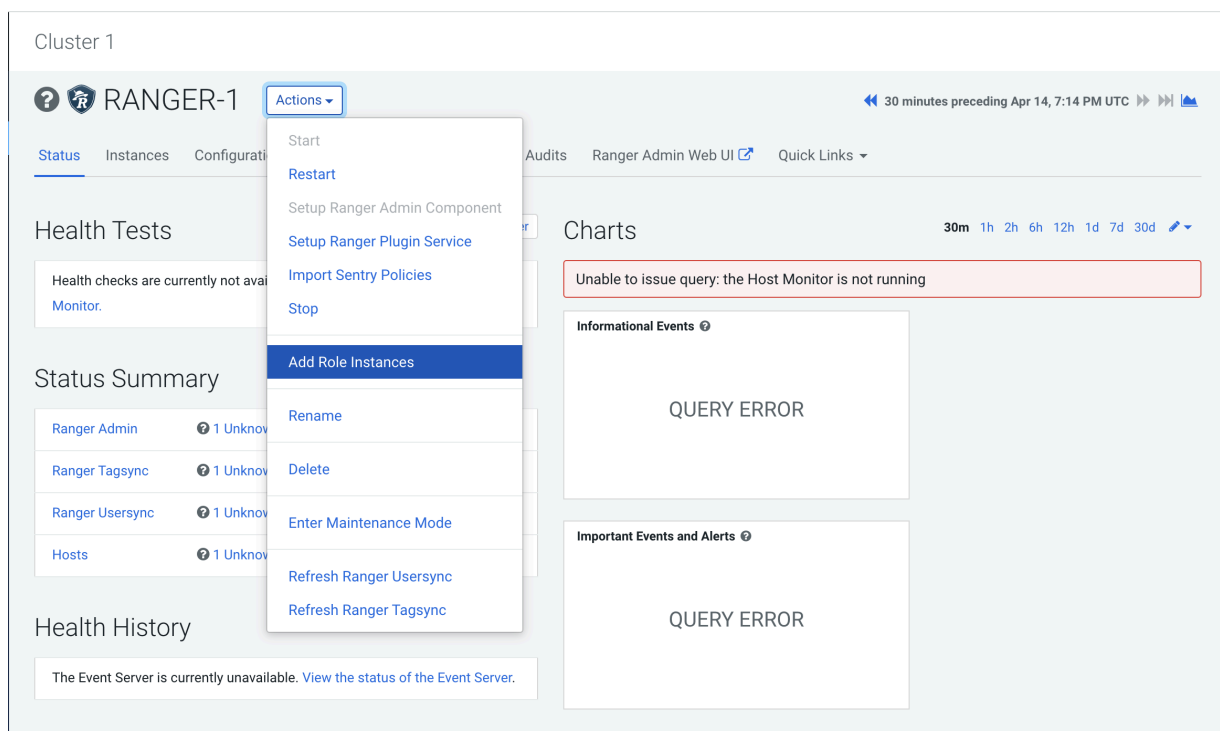 Cluster 1
RANGER-1
Actions
30 minutes preceding Apr 14, 7:14 PM UTC
Status Instances Audits Ranger Admin Web UI Quick Links
Start
Restart
Setup Ranger Admin Component
Setup Ranger Plugin Service
Import Sentry Policies
Stop
Add Role Instances
Rename
Delete
Enter Maintenance Mode
Refresh Ranger Usersync
Refresh Ranger Tagsync
Health Tests
Health checks are currently not
Monitor.
Status Summary
Ranger Admin 1
Ranger Tagsync 1
Ranger Usersync 1
Hosts 1
Health History
The Event Server is currently unavailable. View the status of the Event Server.
Charts
30m 1h 2h 6h 12h 1d 7d 30d
Unable to issue query: the Host Monitor is not running
Informational Events
QUERY ERROR
Important Events and Alerts
QUERY ERROR